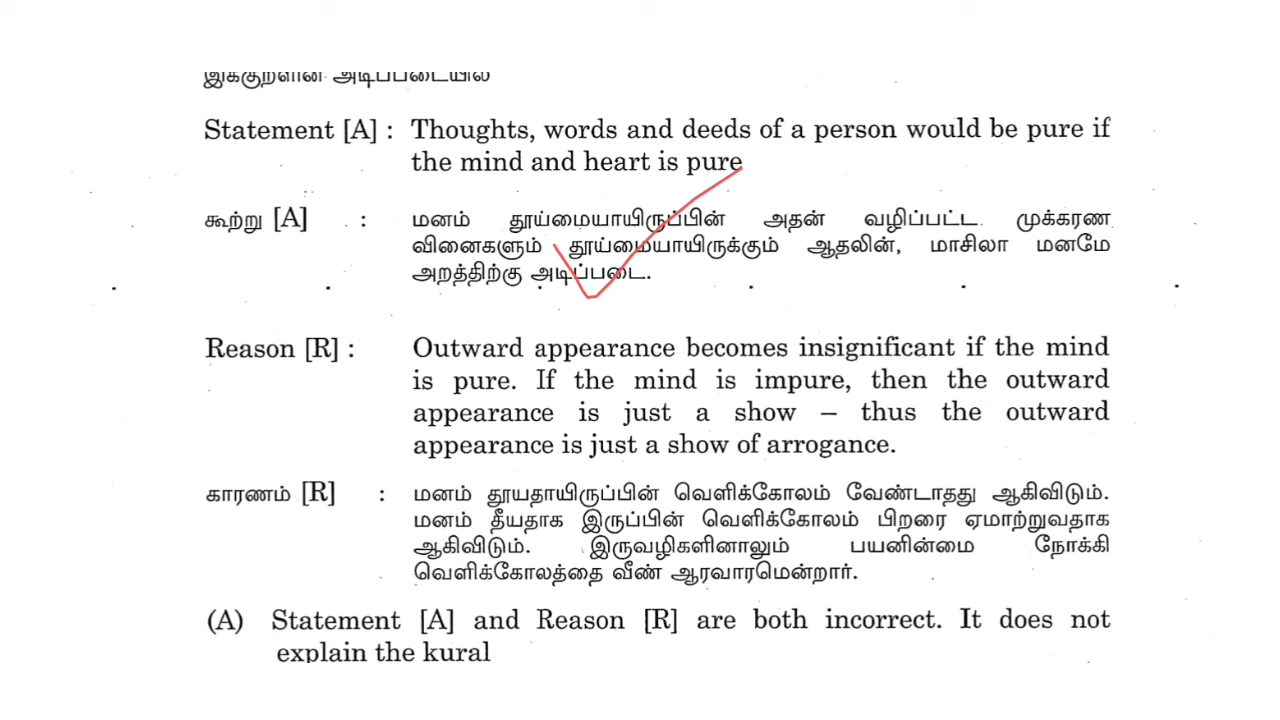 இக்குறளின் அடிப்படையில்
Statement [A] : Thoughts, words and deeds of a person would be pure if
the mind and heart is pure
கூற்று [A] : மனம் தூய்மையாயிருப்பின் அதன் வழிப்பட்ட முக்கரண
வினைகளும் தூய்மையாயிருக்கும் ஆதலின், மாசிலா மனமே
அறத்திற்கு அடிப்படை.
Reason [R] : Outward appearance becomes insignificant if the mind
is pure. If the mind is impure, then the outward
appearance is just a show – thus the outward
appearance is just a show of arrogance.
காரணம் [R] : மனம் தூயதாயிருப்பின் வெளிக்கோலம் வேண்டாதது ஆகிவிடும்.
மனம் தீயதாக இருப்பின் வெளிக்கோலம் பிறரை ஏமாற்றுவதாக
ஆகிவிடும். இருவழிகளினாலும் பயனின்மை நோக்கி
வெளிக்கோலத்தை வீண் ஆரவாரமென்றார்.
(A) Statement [A] and Reason [R] are both incorrect. It does not
explain the kural